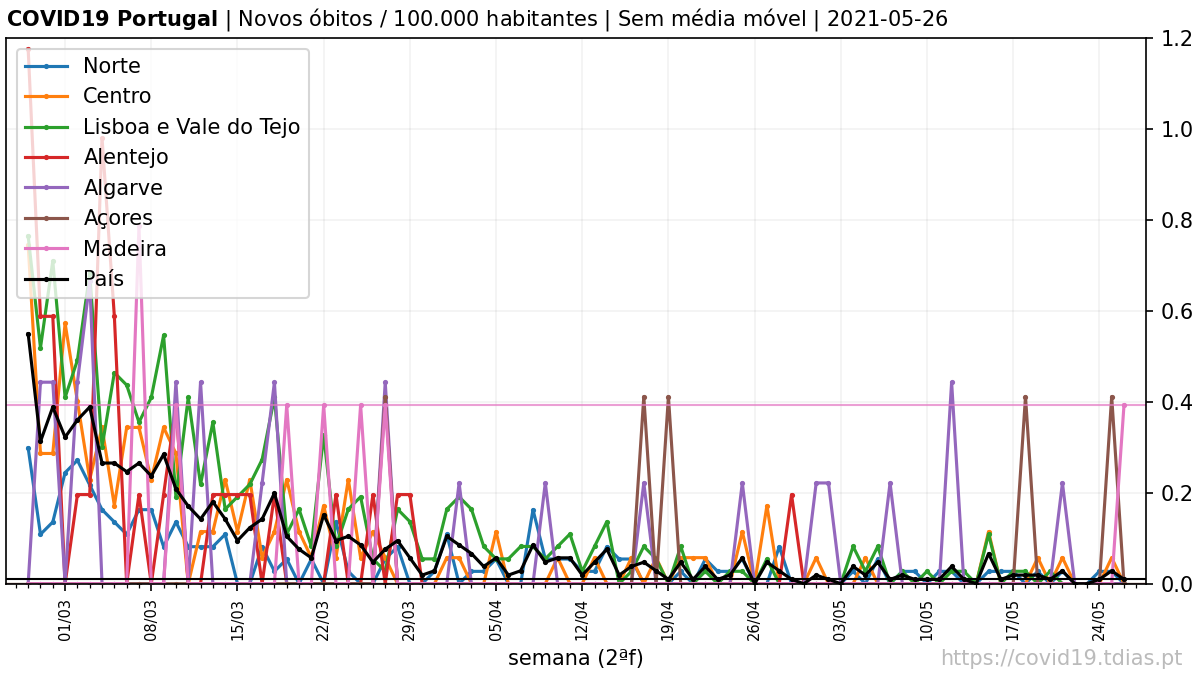 COVID19 Portugal | Novos óbitos / 100.000 habitantes | Sem média móvel | 2021-05-26
Norte
Centro
Lisboa e Vale do Tejo
Alentejo
Algarve
Açores
Madeira
País
1.2
1.0
0.8
0.6
0.4
0.2
0.0
01/03
08/03
15/03
22/03
29/03
05/04
12/04
19/04
26/04
03/05
10/05
17/05
24/05
semana (2ªf)
https://covid19.tdias.pt